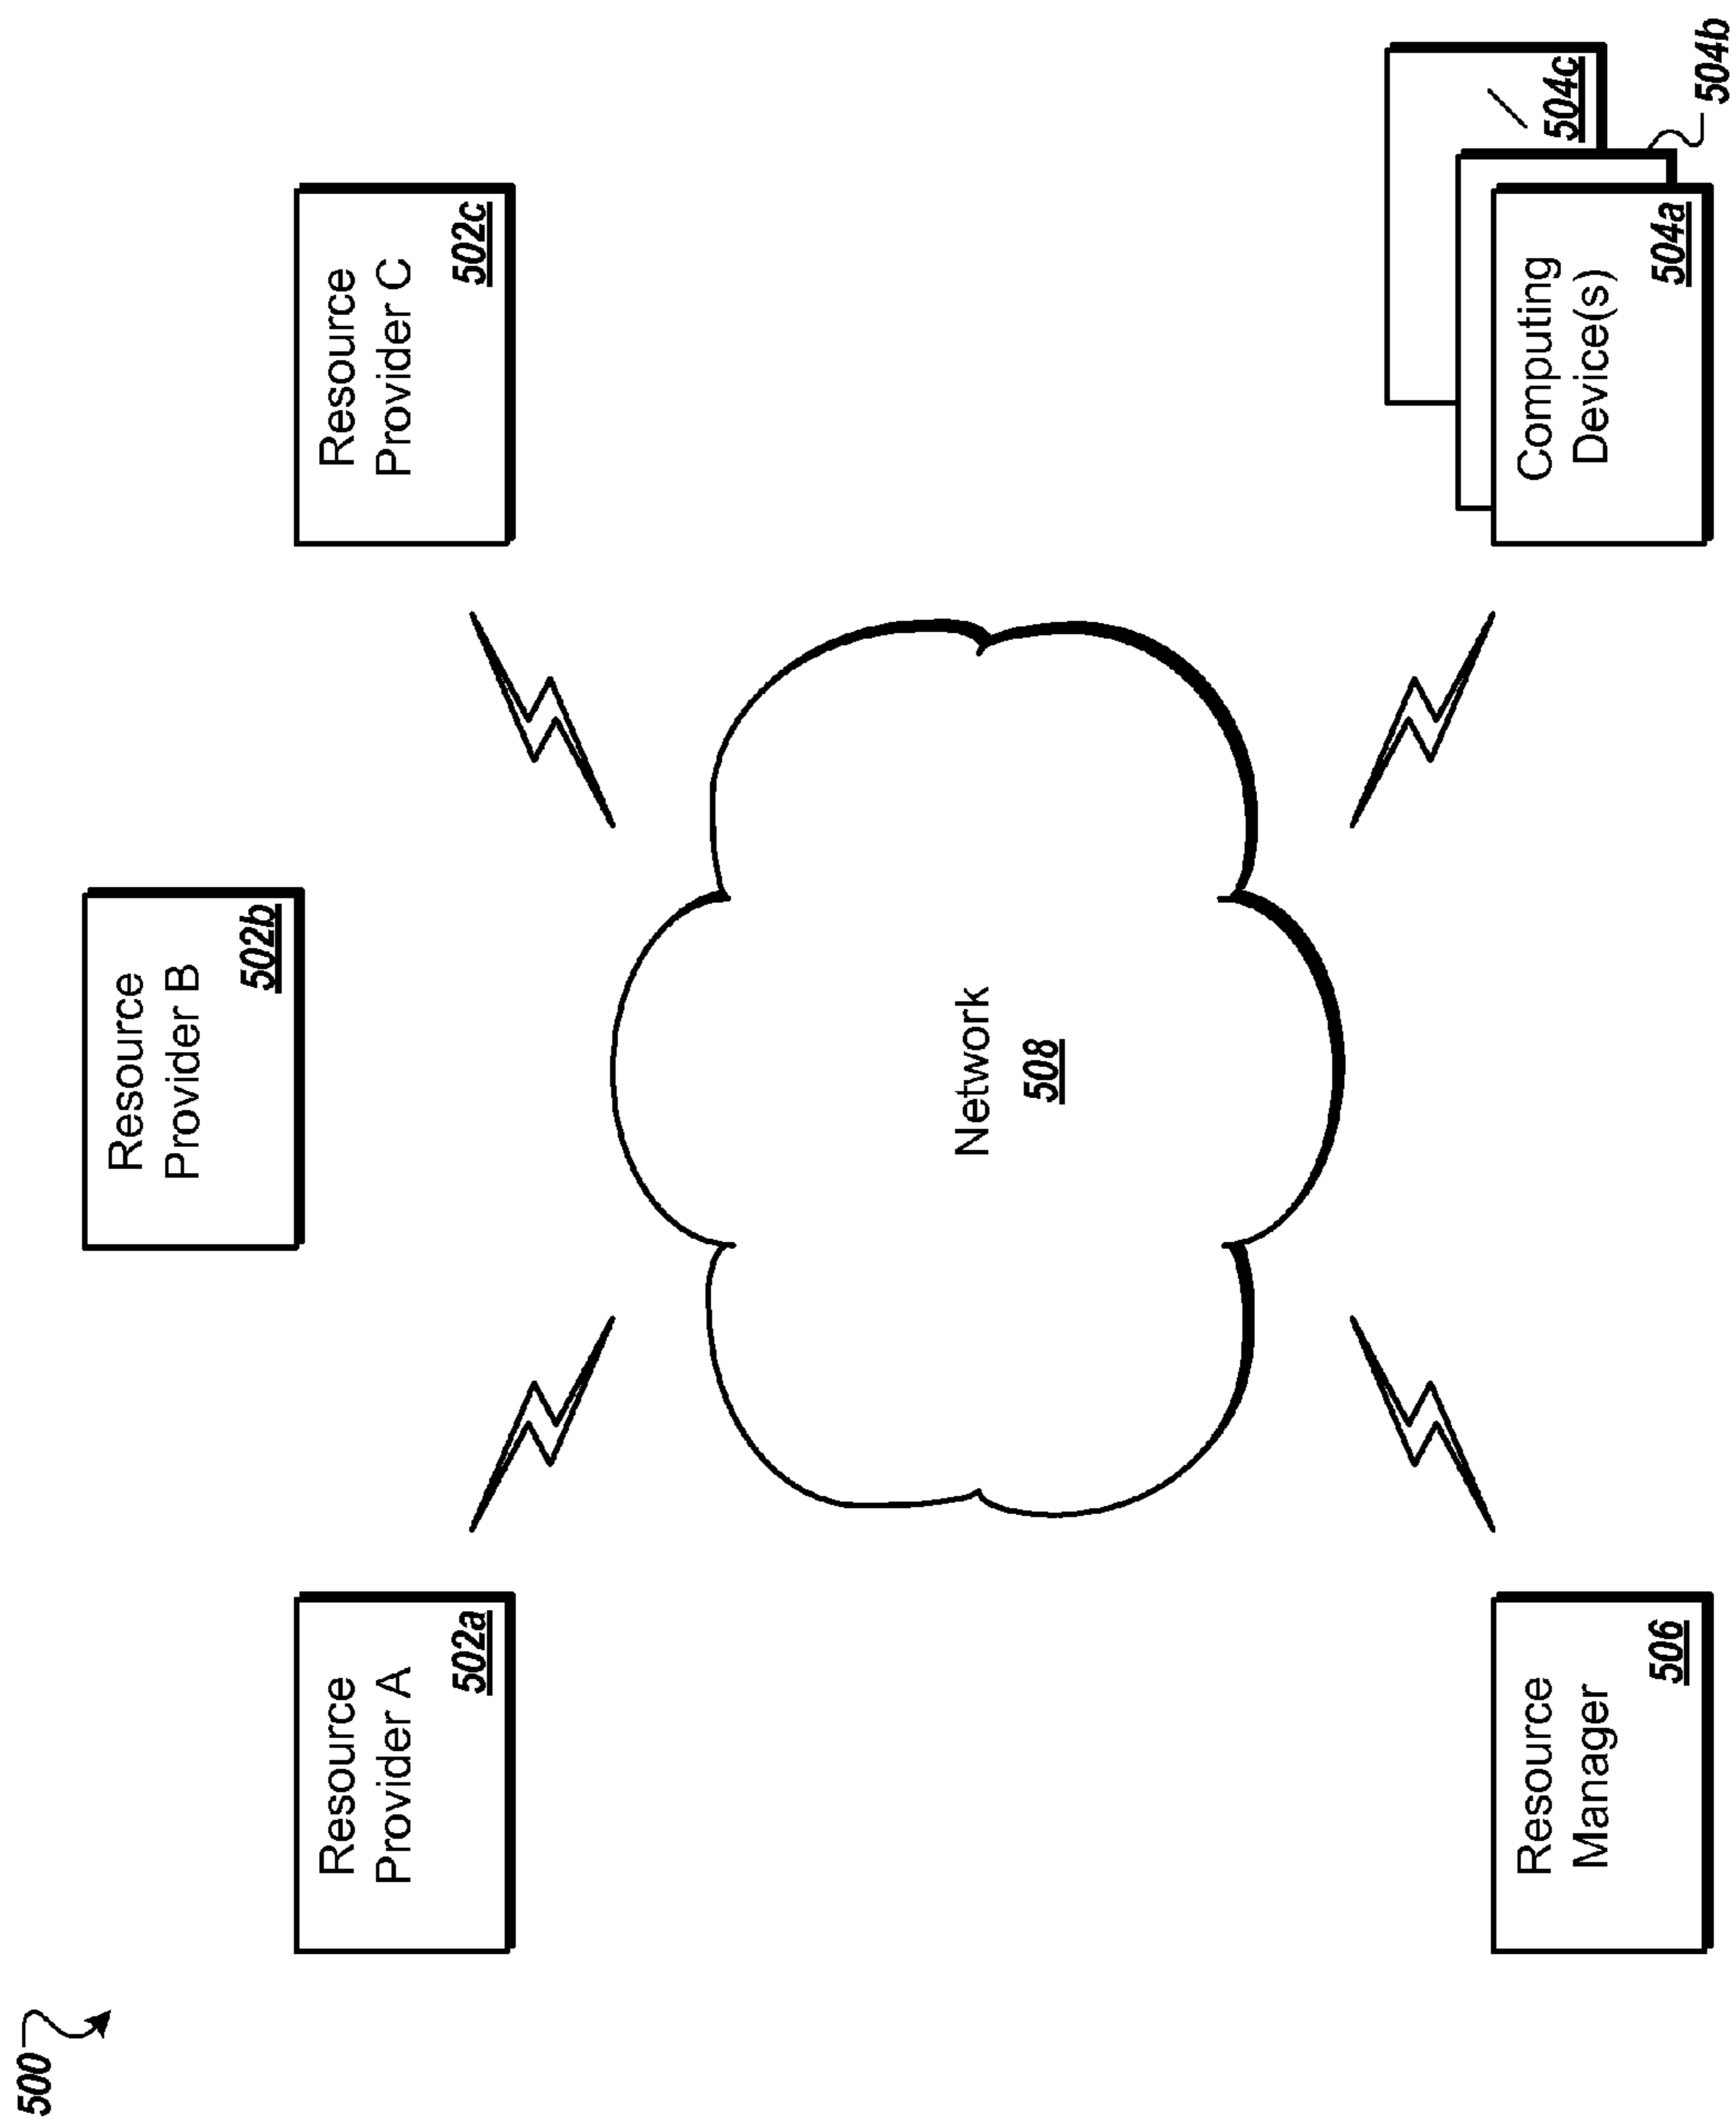 500
Resource
Provider B
502b
Resource
Provider A
502a
Resource
Provider C
502c
Network
508
Resource
Manager
506
Computing
Device(s)
504a
504b
504c